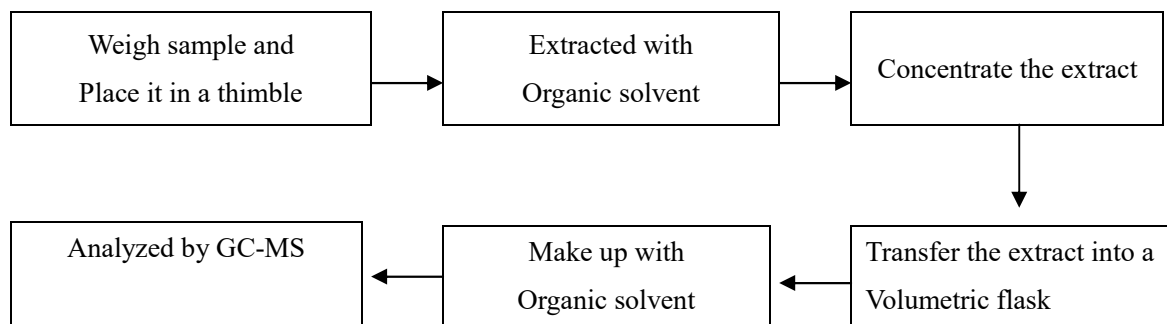 Weigh sample and
Place it in a thimble
Extracted with
Organic solvent
Concentrate the extract
Transfer the extract into a
Volumetric flask
Make up with
Organic solvent
Analyzed by GC-MS